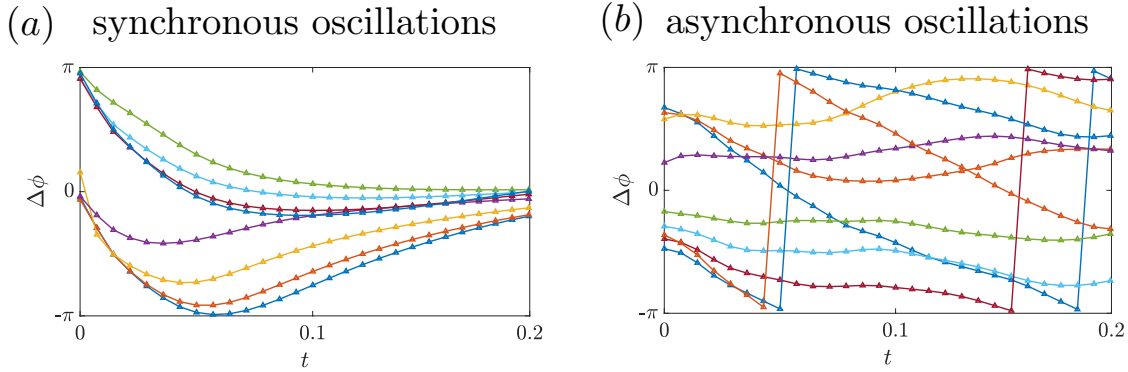 (a) synchronous oscillations
π
0
-π
Δϕ
0
0.1
0.2
t
(b) asynchronous oscillations
π
0
-π
Δϕ
0
0.1
0.2
t